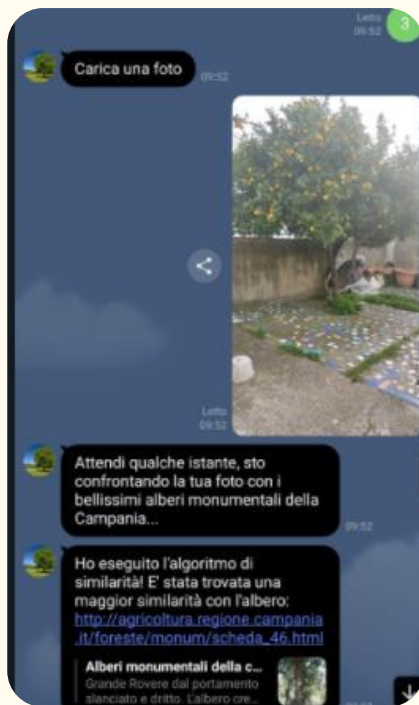 Letto
09:52
3
Carica una foto
09:52
Letto
09:52
Attendi qualche istante, sto
confrontando la tua foto con i
bellissimi alberi monumentali della
Campania...
09:52
Ho eseguito l'algoritmo di
similarità! E' stata trovata una
maggior similarità con l'albero:
http://agricoltura.regione.campania
.it/foreste/monum/scheda_46.html
Alberi monumentali della c...
Grande Rovere dal portamento
slanciato e dritto. L'albero cre...